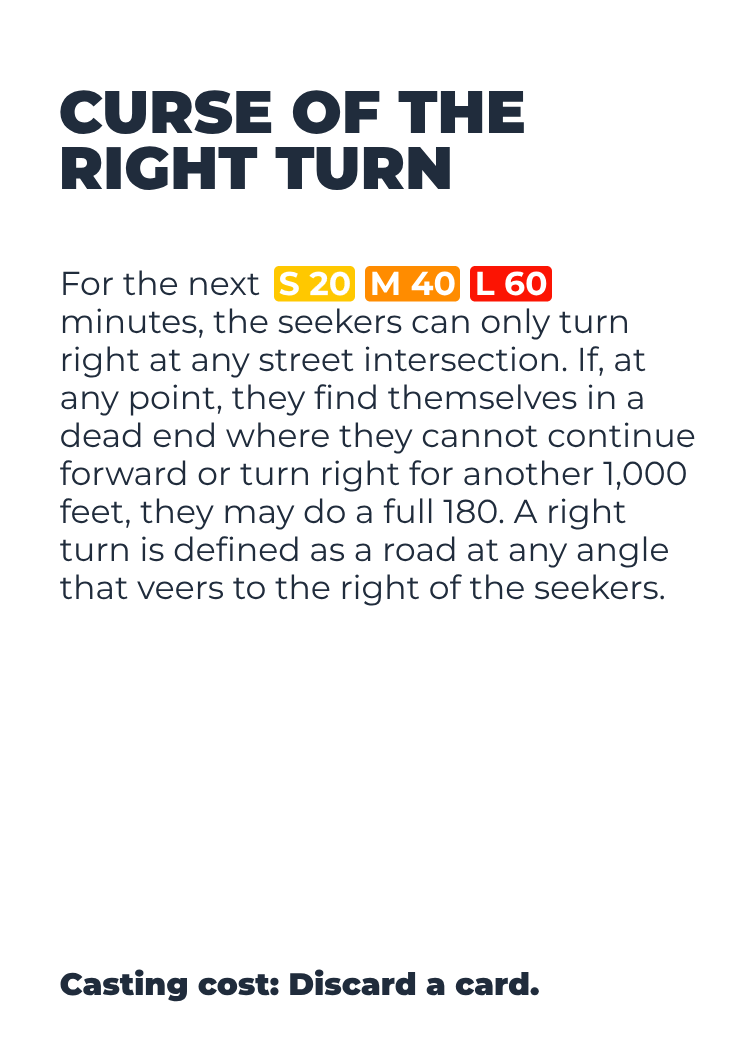 CURSE OF THE
RIGHT TURN
For the next S 20 M 40 L 60
minutes, the seekers can only turn
right at any street intersection. If, at
any point, they find themselves in a
dead end where they cannot continue
forward or turn right for another 1,000
feet, they may do a full 180. A right
turn is defined as a road at any angle
that veers to the right of the seekers.
Casting cost: Discard a card.